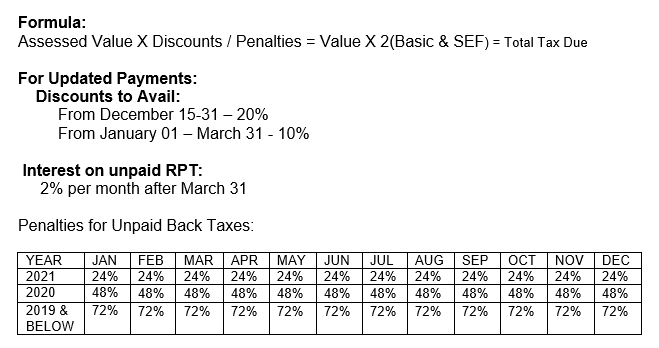 Formula:
Assessed Value X Discounts / Penalties = Value X 2(Basic & SEF) = Total Tax Due
For Updated Payments:
Discounts to Avail:
From December 15-31 – 20%
From January 01 – March 31 - 10%
Interest on unpaid RPT:
2% per month after March 31
Penalties for Unpaid Back Taxes:
YEAR JAN FEB MAR APR MAY JUN JUL AUG SEP OCT NOV DEC
2021 24% 24% 24% 24% 24% 24% 24% 24% 24% 24% 24% 24%
2020 48% 48% 48% 48% 48% 48% 48% 48% 48% 48% 48% 48%
2019 & 72% 72% 72% 72% 72% 72% 72% 72% 72% 72% 72% 72%
BELOW